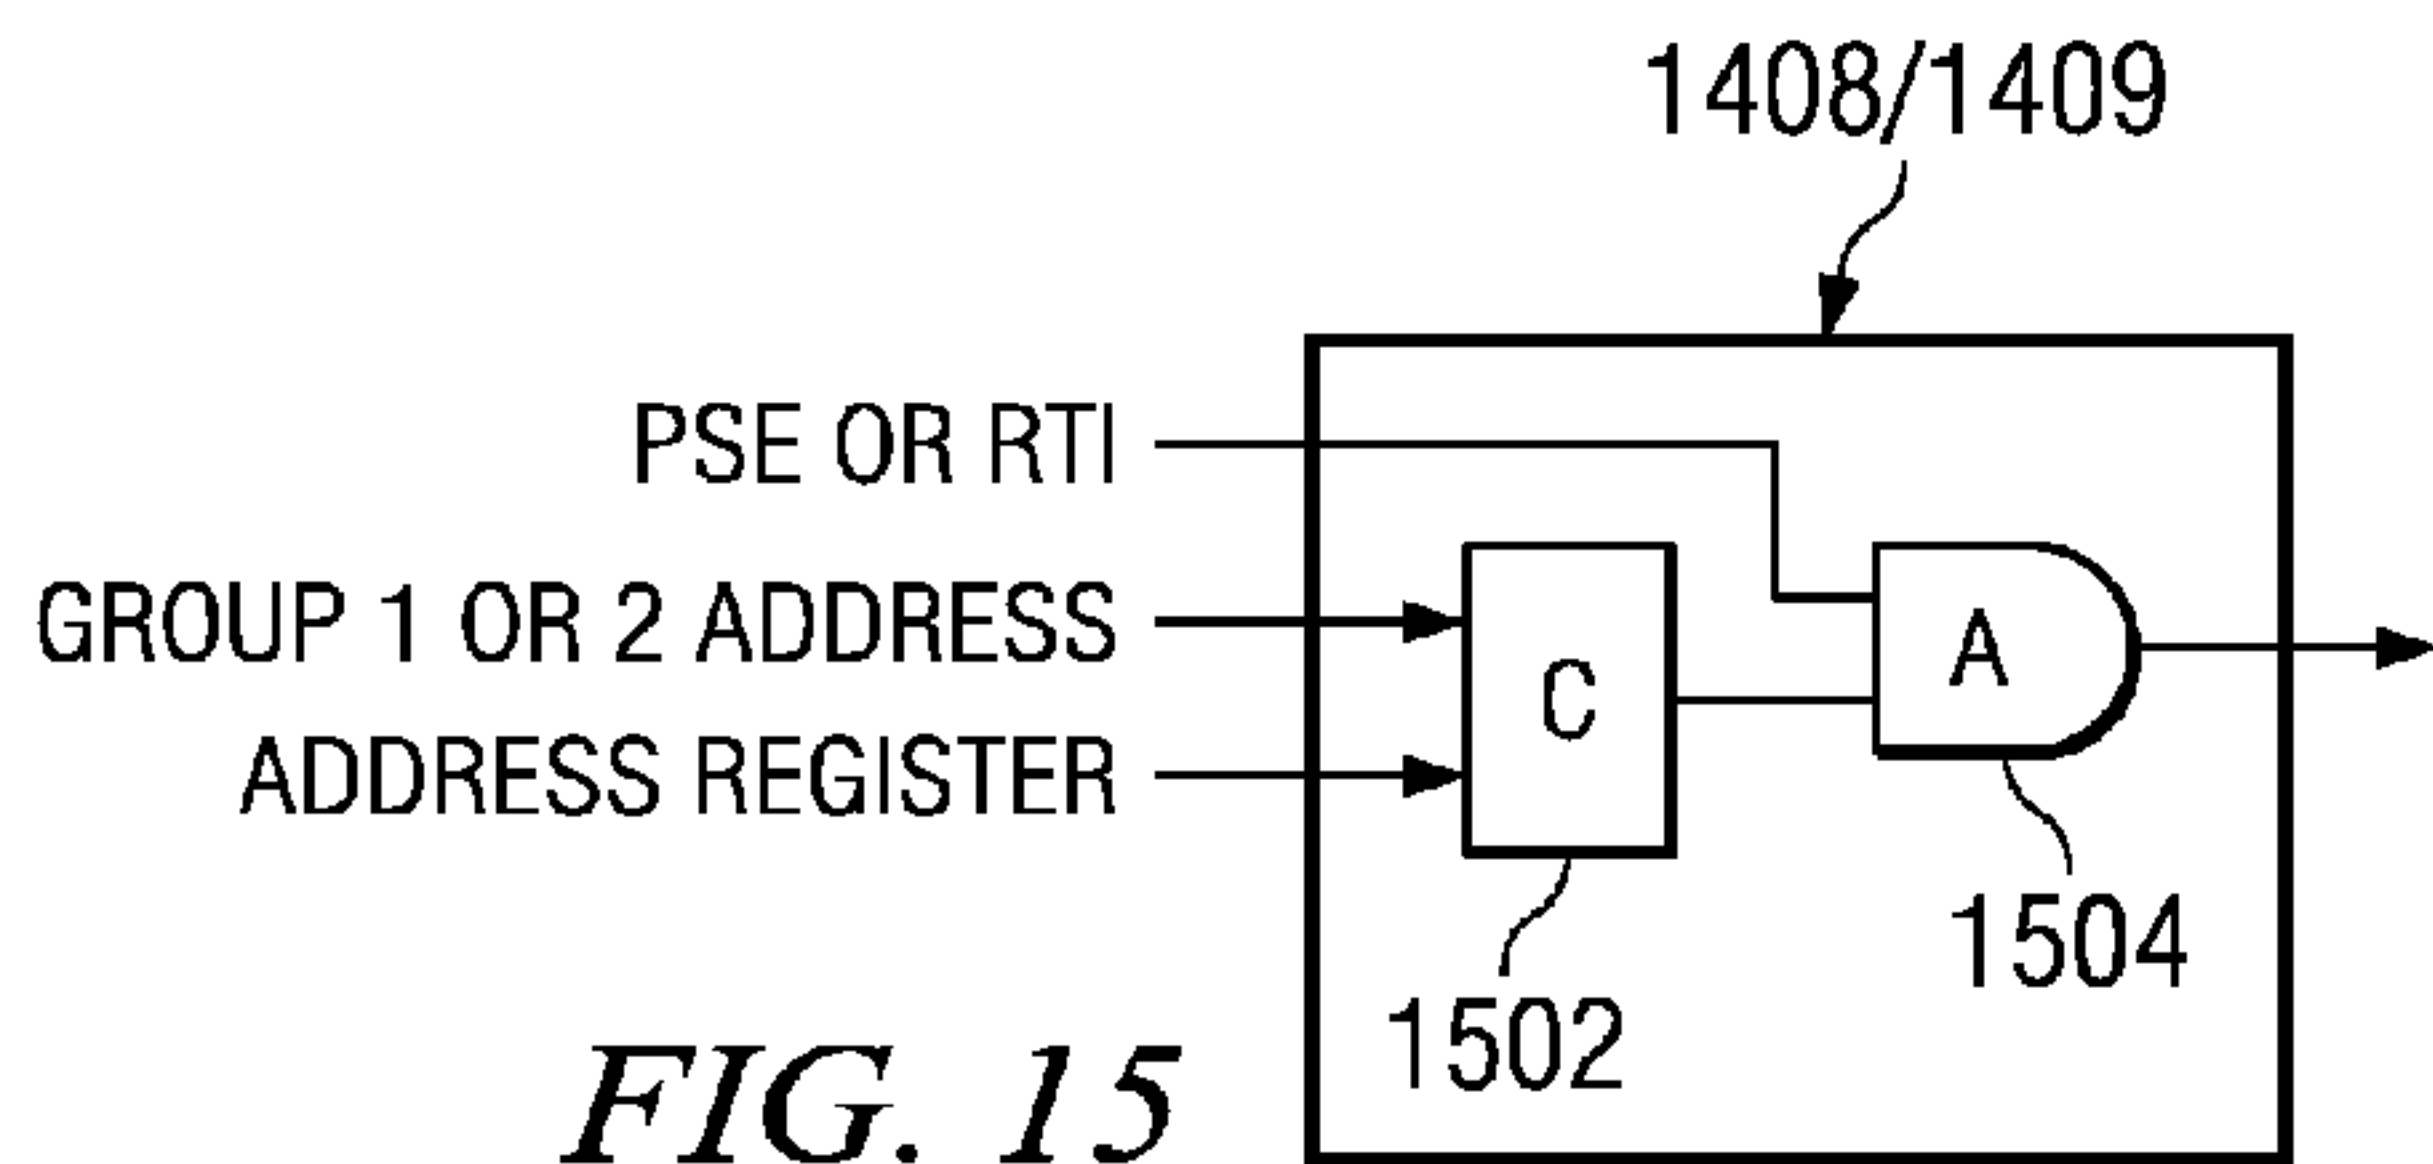 1408/1409
PSE OR RTI
GROUP 1 OR 2 ADDRESS
ADDRESS REGISTER
C
A
1504
1502
FIG. 15